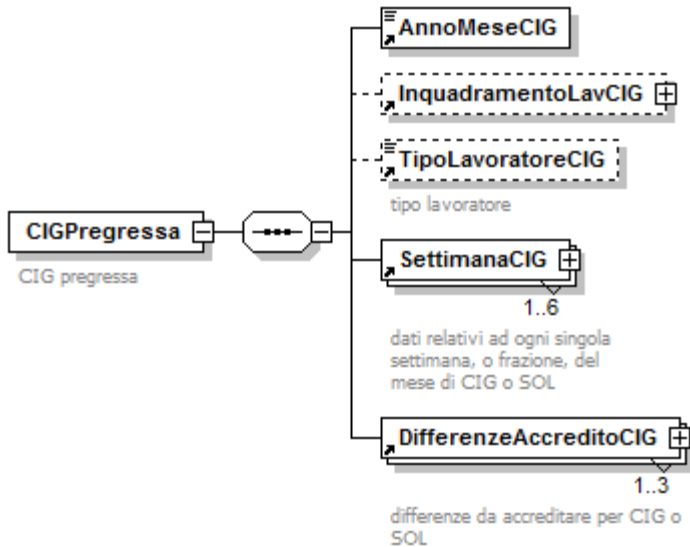 AnnoMeseCIG
InquadramentoLavCIG
TipoLavoratoreCIG
tipo lavoratore
CIGPregressa
CIG pregressa
SettimanaCIG
1..6
dati relativi ad ogni singola
settimana, o frazione, del
mese di CIG o SOL
DifferenzeAccreditoCIG
1..3
differenze da accreditare per CIG o
SOL